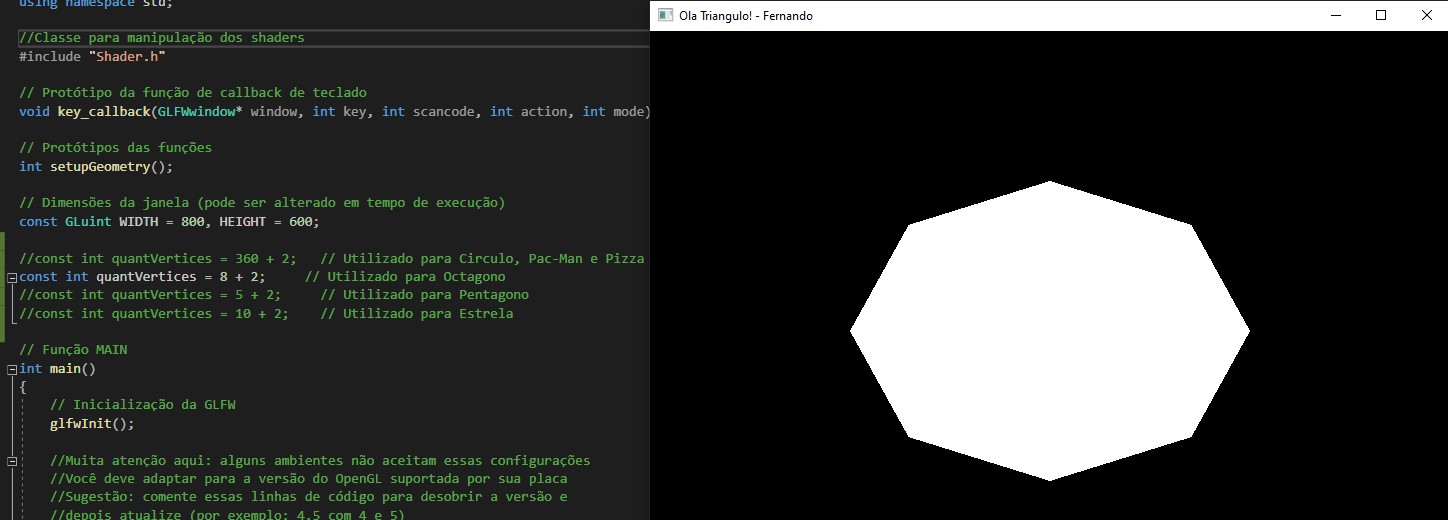 using namespace std;
//Classe para manipulação dos shaders
#include "Shader.h"
// Protótipo da função de callback de teclado
void key_callback(GLFWwindow* window, int key, int scancode, int action, int mode)
// Protótipos das funções
int setupGeometry();
// Dimensões da janela (pode ser alterado em tempo de execução)
const GLuint WIDTH = 800, HEIGHT = 600;
//const int quantVertices = 360 + 2;   // Utilizado para Circulo, Pac-Man e Pizza
const int quantVertices = 8 + 2;     // Utilizado para Octagono
//const int quantVertices = 5 + 2;     // Utilizado para Pentagono
//const int quantVertices = 10 + 2;    // Utilizado para Estrela
// Função MAIN
int main()
{
// Inicialização da GLFW
glfwInit();
//Muita atenção aqui: alguns ambientes não aceitam essas configurações
//Você deve adaptar para a versão do OpenGL suportada por sua placa
//Sugestão: comente essas linhas de código para desobrir a versão e
//depois atualize (por exemplo: 4.5 com 4 e 5)
Ola Triangulo! - Fernando